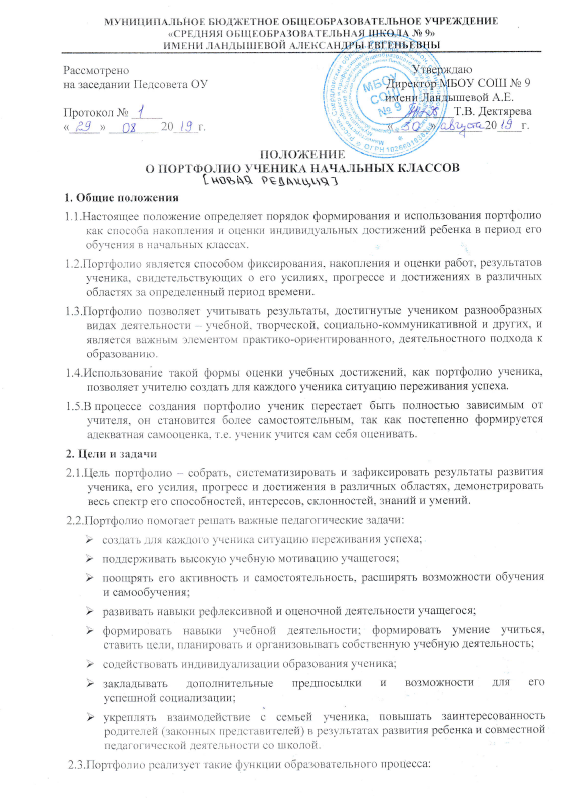 МУНИЦИПАЛЬНОЕ БЮДЖЕТНОЕ ОБЩЕОБРАЗОВАТЕЛЬНОЕ УЧРЕЖДЕНИЕ
«СРЕДНЯЯ ОБЩЕОБРАЗОВАТЕЛЬНАЯ ШКОЛА № 9»
ИМЕНИ ЛАНДЫШЕВОЙ АЛЕКСАНДРЫ ЕВГЕНЬЕВНЫ
Рассмотрено Утверждаю
на заседании Педсовета ОУ Директор МБОУ СОШ № 9
имени Ландышевой А.Е.
Протокол № 1 Т.В. Дектярева
« 29 » 08 20 19 г. « 30 » августа 2019 г.
МБОУ
СОШ
№ 9
ПОЛОЖЕНИЕ
О ПОРТФОЛИО УЧЕНИКА НАЧАЛЬНЫХ КЛАССОВ
[НОВАЯ РЕДАКЦИЯ]
1. Общие положения
1.1.Настоящее положение определяет порядок формирования и использования портфолио
как способа накопления и оценки индивидуальных достижений ребенка в период его
обучения в начальных классах.
1.2.Портфолио является способом фиксирования, накопления и оценки работ, результатов
ученика, свидетельствующих о его усилиях, прогрессе и достижениях в различных
областях за определенный период времени.
1.3.Портфолио позволяет учитывать результаты, достигнутые учеником разнообразных
видах деятельности – учебной, творческой, социально-коммуникативной и других, и
является важным элементом практико-ориентированного, деятельностного подхода к
образованию.
1.4.Использование такой формы оценки учебных достижений, как портфолио ученика,
позволяет учителю создать для каждого ученика ситуацию переживания успеха.
1.5.В процессе создания портфолио ученик перестает быть полностью зависимым от
учителя, он становится более самостоятельным, так как постепенно формируется
адекватная самооценка, т.е. ученик учится сам себя оценивать.
2. Цели и задачи
2.1.Цель портфолио – собрать, систематизировать и зафиксировать результаты развития
ученика, его усилия, прогресс и достижения в различных областях, демонстрировать
весь спектр его способностей, интересов, склонностей, знаний и умений.
2.2.Портфолио помогает решать важные педагогические задачи:
➢ создать для каждого ученика ситуацию переживания успеха;
➢ поддерживать высокую учебную мотивацию учащегося;
➢ поощрять его активность и самостоятельность, расширять возможности обучения
и самообучения;
➢ развивать навыки рефлексивной и оценочной деятельности учащегося;
➢ формировать навыки учебной деятельности; формировать умение учиться,
ставить цели, планировать и организовывать собственную учебную деятельность;
➢ содействовать индивидуализации образования ученика;
➢ закладывать дополнительные предпосылки и возможности для его
успешной социализации;
➢ укреплять взаимодействие с семьей ученика, повышать заинтересованность
родителей (законных представителей) в результатах развития ребенка и совместной
педагогической деятельности со школой.
2.3.Портфолио реализует такие функции образовательного процесса: